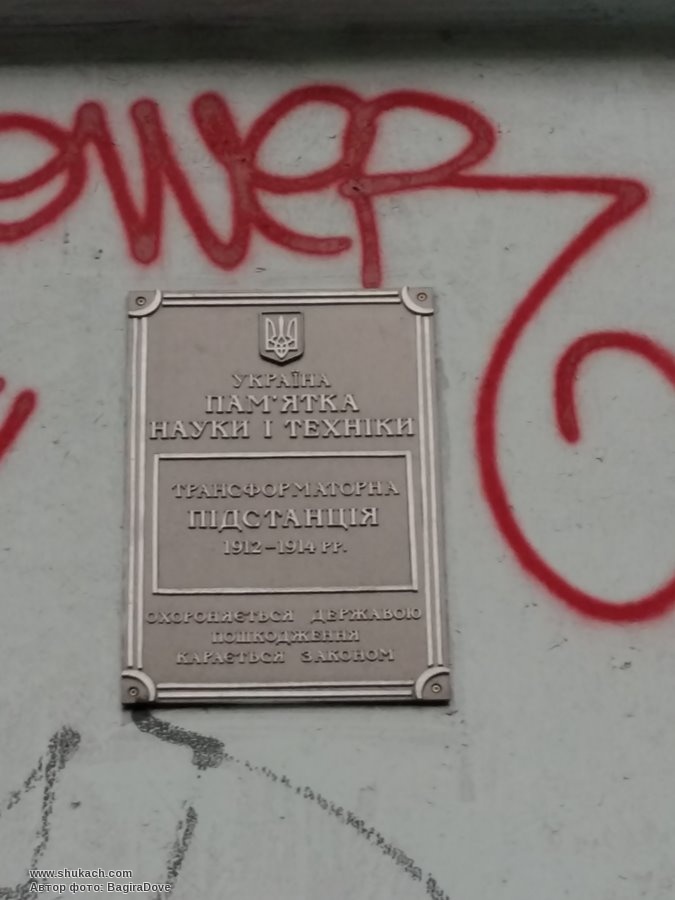 УКРАЇНА
ПАМ'ЯТКА
НАУКИ І ТЕХНІКИ
ТРАНСФОРМАТОРНА
ПІДСТАНЦІЯ
1912–1914 РР.
ОХОРОНЯЄТЬСЯ ДЕРЖАВОЮ
ПОШКОДЖЕННЯ
КАРАЄТЬСЯ ЗАКОНОМ
www.shukach.com
Автор фото: BagiraDove